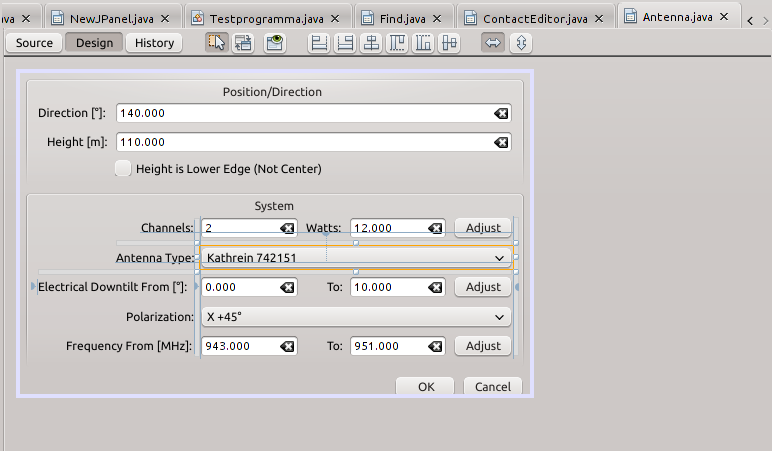 ava NewJPanel.java Testprogramma.java Find.java ContactEditor.java Antenna.java
Source Design History
Position/Direction
Direction [°]: 140.000
Height [m]: 110.000
Height is Lower Edge (Not Center)
System
Channels: 2 Watts: 12.000 Adjust
Antenna Type: Kathrein 742151
Electrical Downtilt From [°]: 0.000 To: 10.000 Adjust
Polarization: X +45°
Frequency From [MHz]: 943.000 To: 951.000 Adjust
OK Cancel